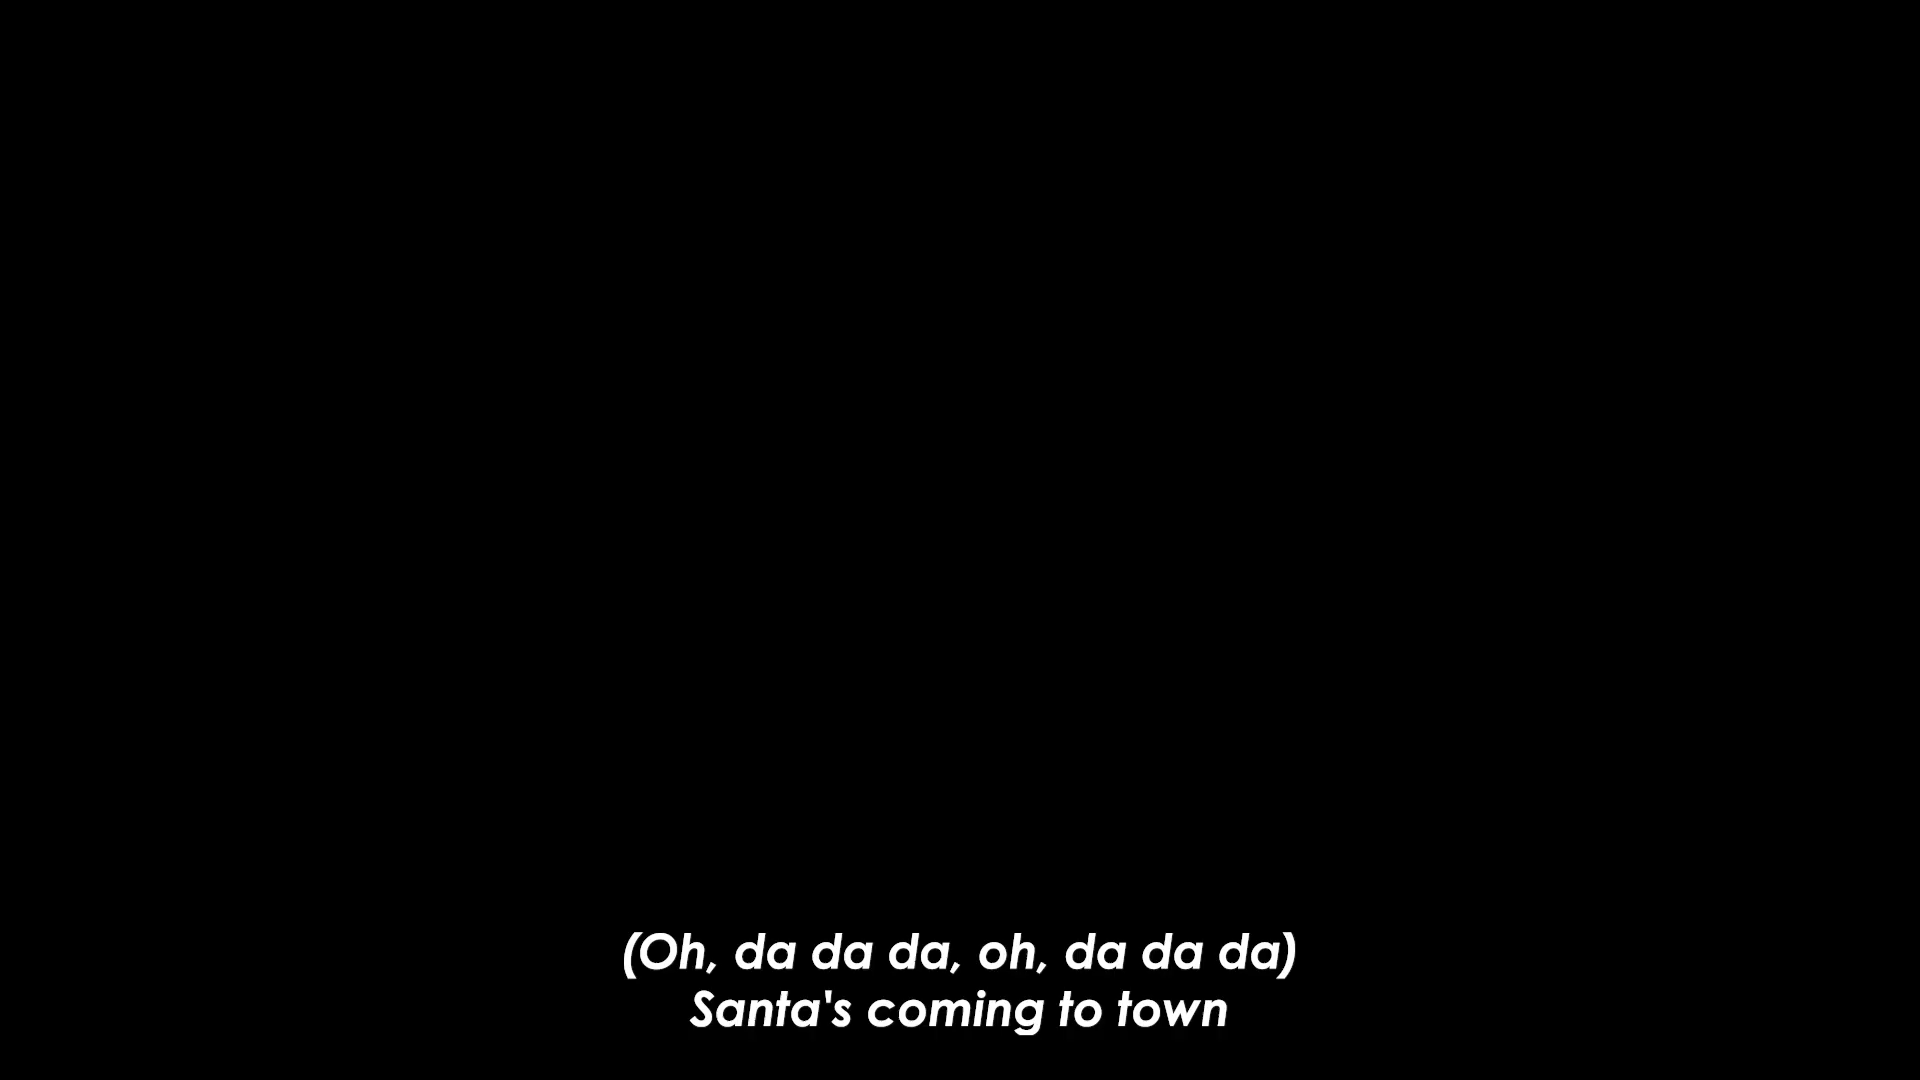 (Oh, da da da, oh, da da da)
Santa's coming to town